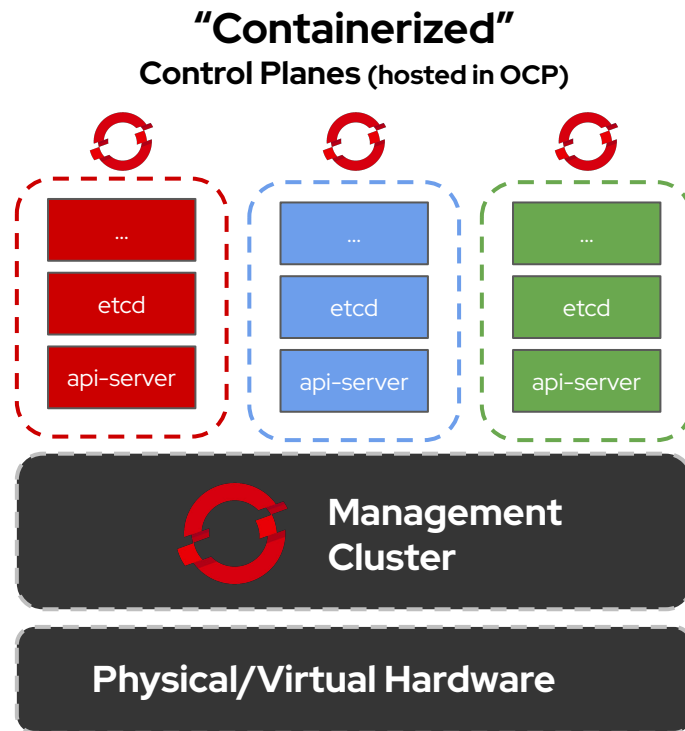 “Containerized”
Control Planes (hosted in OCP)
...
etcd
api-server
...
etcd
api-server
...
etcd
api-server
Management
Cluster
Physical/Virtual Hardware